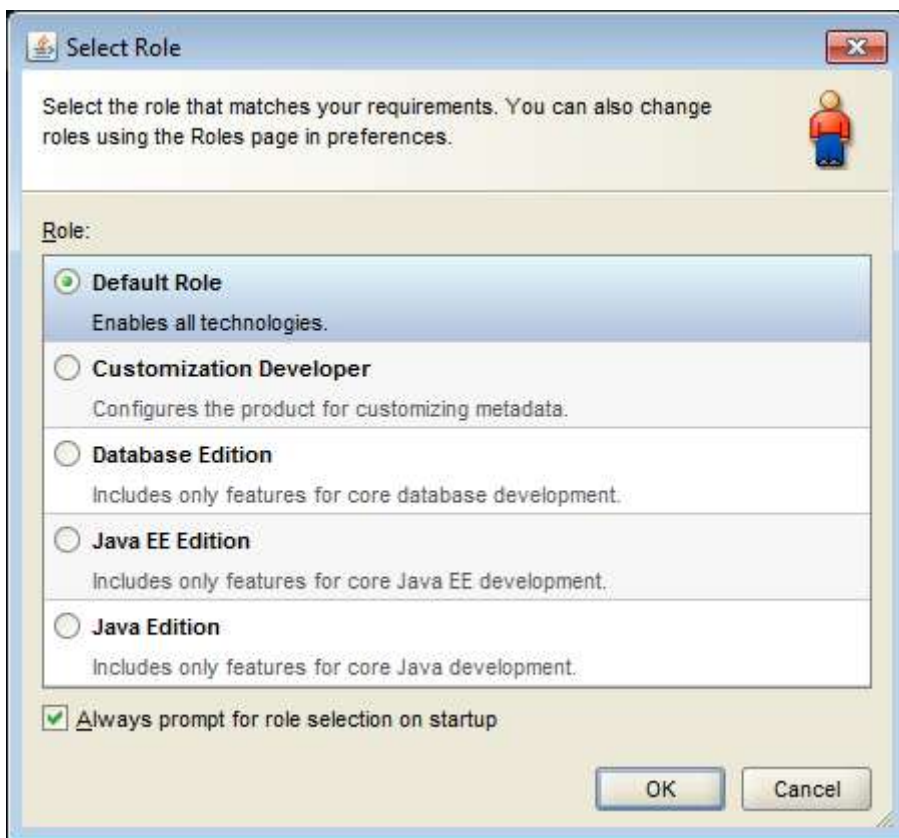 Select Role
Select the role that matches your requirements. You can also change
roles using the Roles page in preferences.
Role:
Default Role
Enables all technologies.
Customization Developer
Configures the product for customizing metadata.
Database Edition
Includes only features for core database development.
Java EE Edition
Includes only features for core Java EE development.
Java Edition
Includes only features for core Java development.
Always prompt for role selection on startup
OK
Cancel